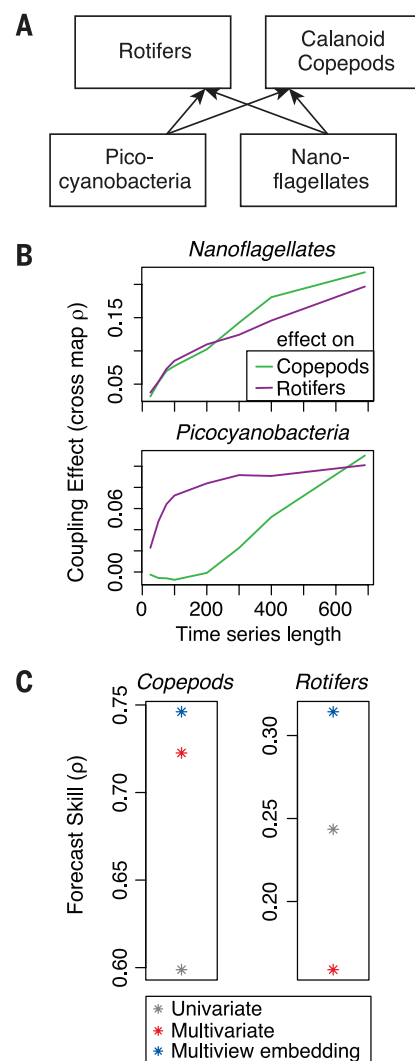 A
Rotifers
Calanoid
Copepods
Pico-
cyanobacteria
Nano-
flagellates
B
Nanoflagellates
Coupling Effect (cross map ρ)
0.15
0.05
effect on
Copepods
Rotifers
Picocyanobacteria
0.06
0.00
0
200
400
600
Time series length
C
Copepods
Rotifers
Forecast Skill (ρ)
0.75
0.70
0.65
0.60
0.30
0.25
0.20
Univariate
Multivariate
Multiview embedding